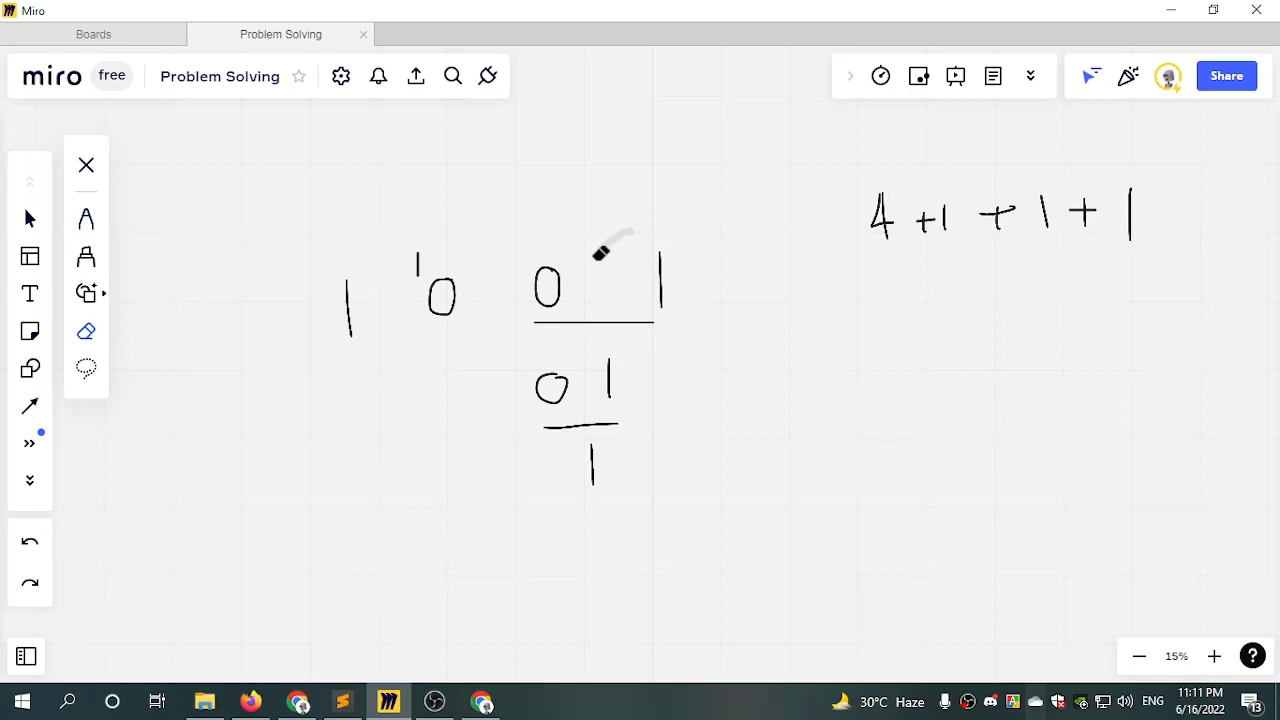 Miro
Boards
Problem Solving
miro free Problem Solving
Share
4 + 1 + 1 + 1
1
1 0 0 1
0 1
1
15%
30°C Haze
ENG
1:11 PM
6/16/2022
13